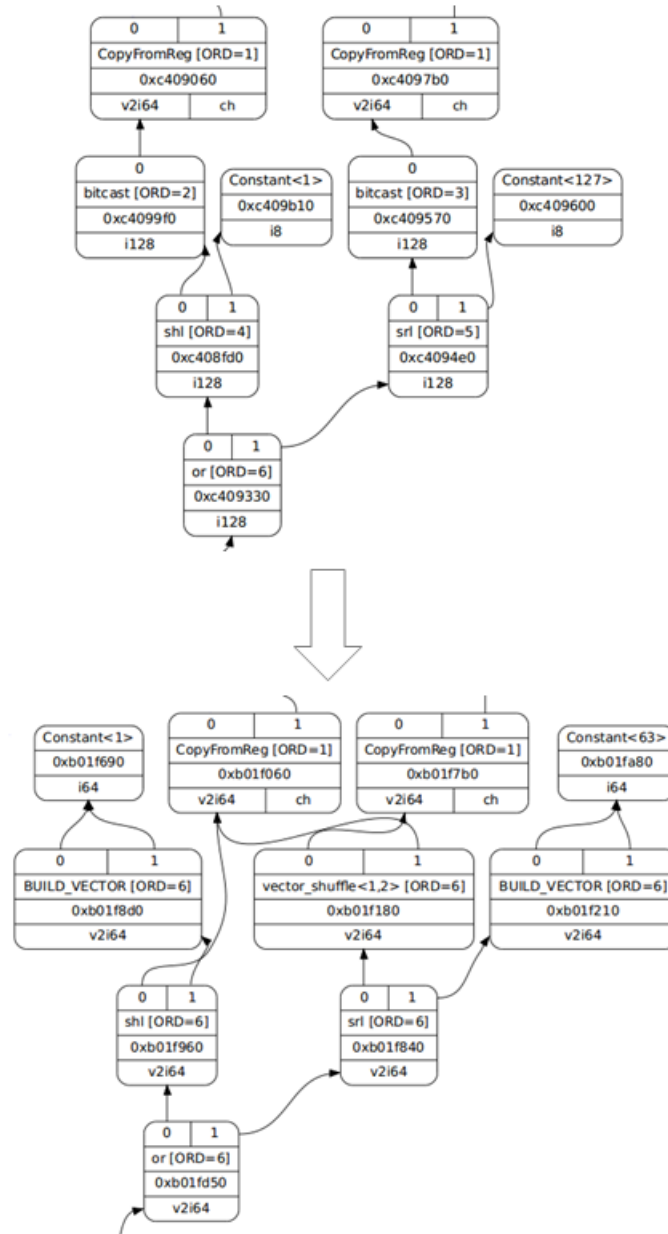 0 1
0 1
CopyFromReg [ORD=1]
CopyFromReg [ORD=1]
0xc409060
0xc4097b0
v2i64 ch
v2i64 ch
0
bitcast [ORD=2]
0xc4099f0
i128
Constant<1>
0xc409b10
i8
0
bitcast [ORD=3]
0xc409570
i128
Constant<127>
0xc409600
i8
0 1
shl [ORD=4]
0xc408fd0
i128
0 1
srl [ORD=5]
0xc4094e0
i128
0 1
or [ORD=6]
0xc409330
i128
Constant<1>
0xb01f690
i64
0 1
CopyFromReg [ORD=1]
0xb01f060
v2i64 ch
0 1
CopyFromReg [ORD=1]
0xb01f7b0
v2i64 ch
Constant<63>
0xb01fa80
i64
0 1
BUILD_VECTOR [ORD=6]
0xb01f8d0
v2i64
0 1
vector_shuffle<1,2> [ORD=6]
0xb01f180
v2i64
0 1
BUILD_VECTOR [ORD=6]
0xb01f210
v2i64
0 1
shl [ORD=6]
0xb01f960
v2i64
0 1
srl [ORD=6]
0xb01f840
v2i64
0 1
or [ORD=6]
0xb01fd50
v2i64